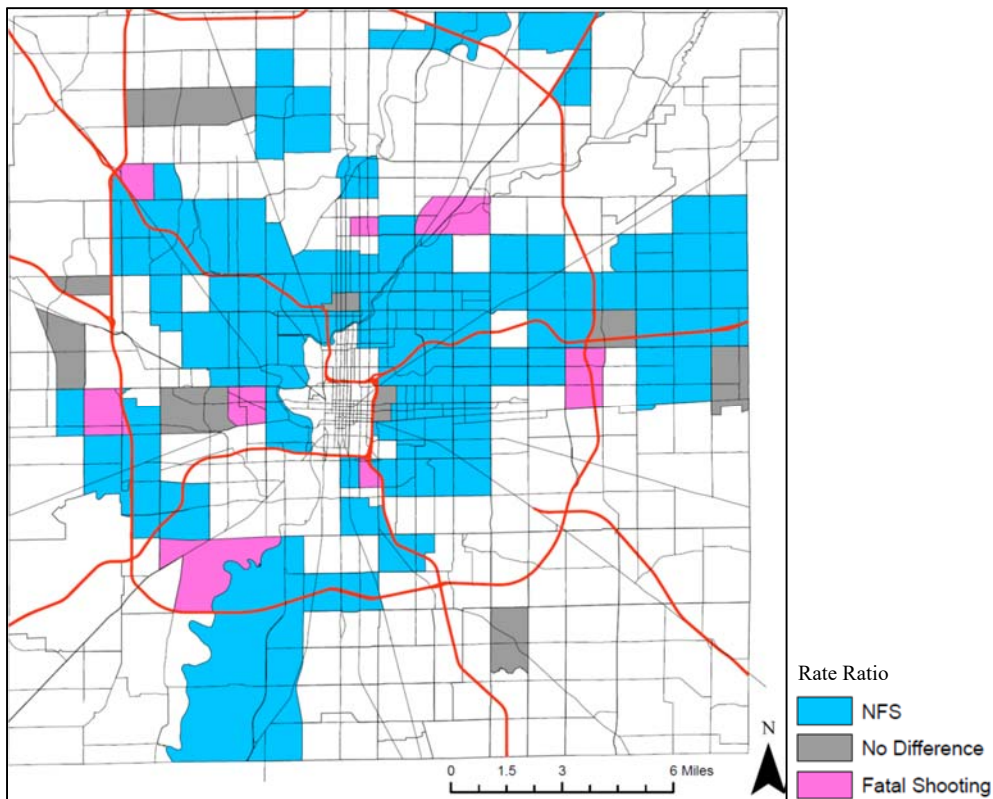 Rate Ratio
NFS
No Difference
Fatal Shooting
N
0 1.5 3 6 Miles